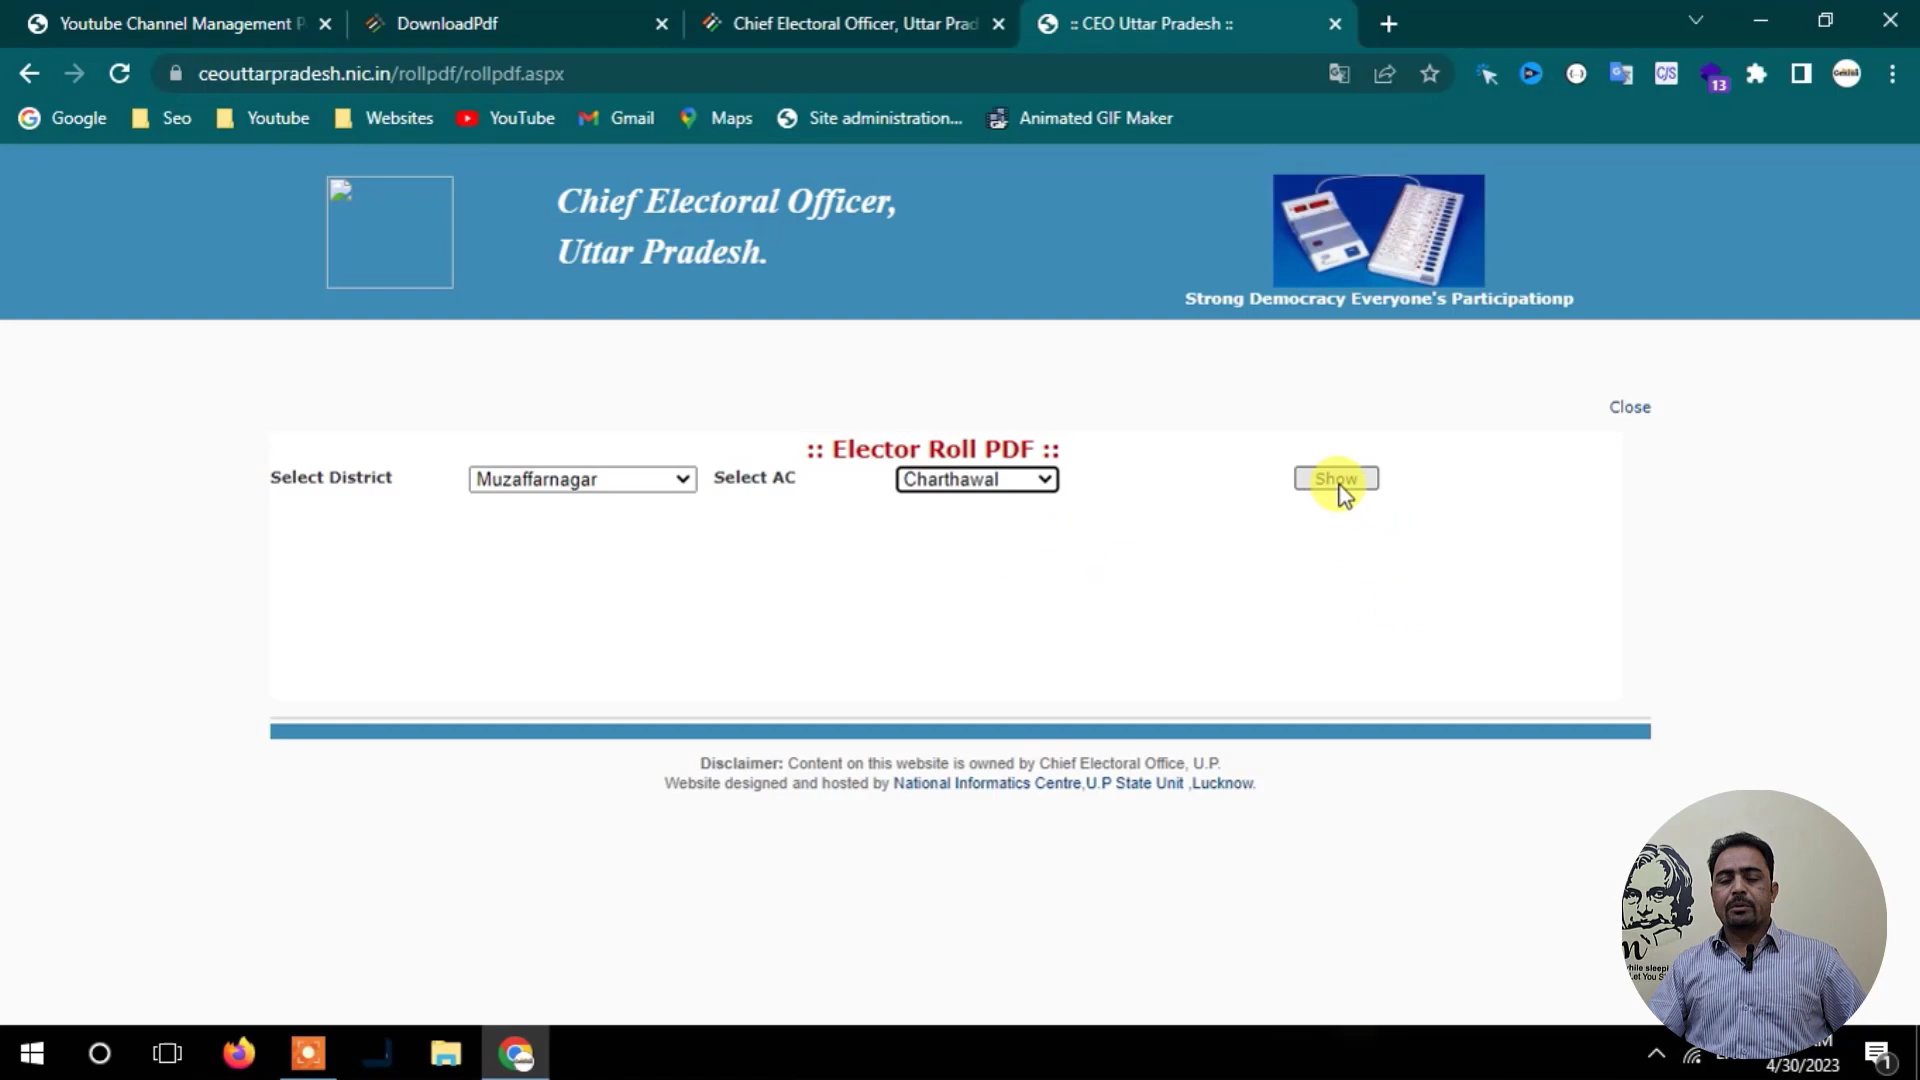 Youtube Channel Management P
DownloadPdf
Chief Electoral Officer, Uttar Prad
:: CEO Uttar Pradesh ::
ceouttarpradesh.nic.in/rollpdf/rollpdf.aspx
13
Google
Seo
Youtube
Websites
YouTube
Gmail
Maps
Site administration...
Animated GIF Maker
Chief Electoral Officer,
Uttar Pradesh.
Strong Democracy Everyone's Participationp
Close
:: Elector Roll PDF ::
Select District
Muzaffarnagar
Select AC
Charthawal
Show
Disclaimer: Content on this website is owned by Chief Electoral Office, U.P.
Website designed and hosted by National Informatics Centre,U.P State Unit ,Lucknow.
4/30/2023
1